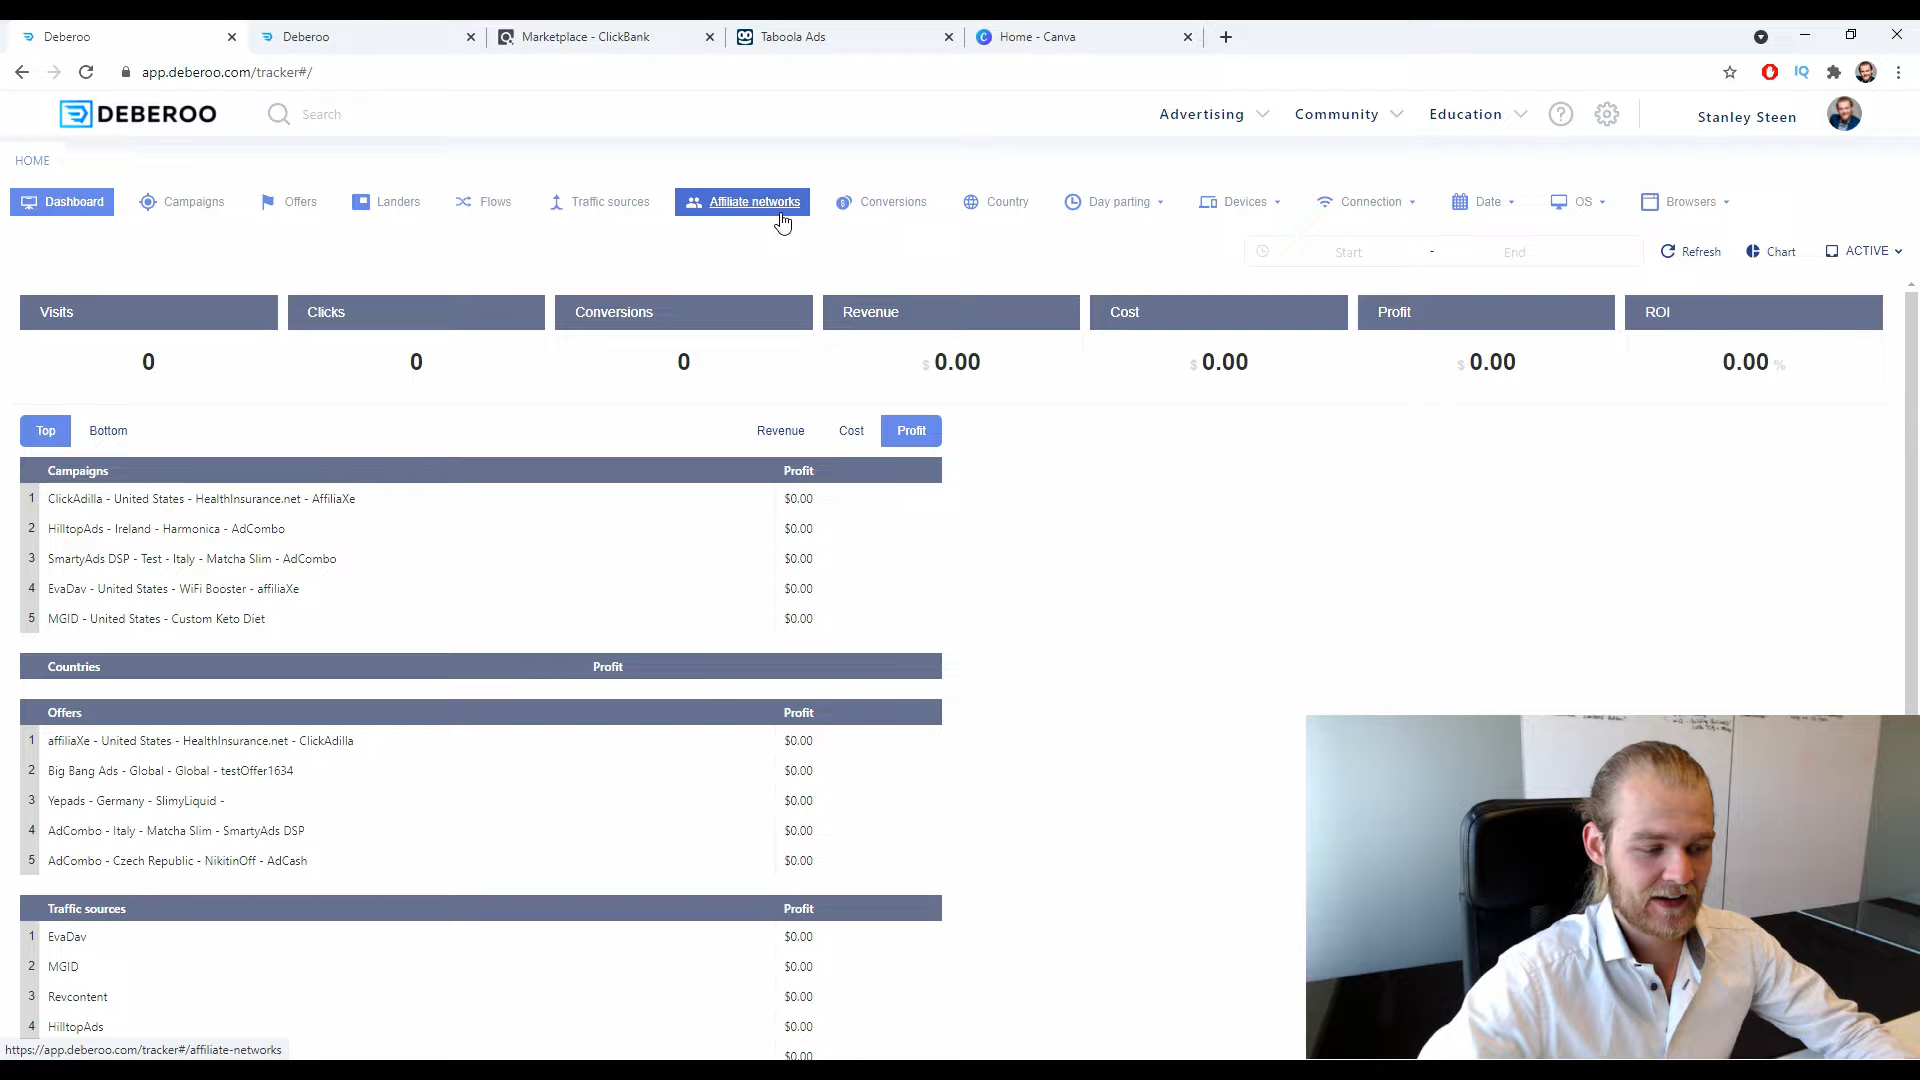 Deberoo
Deberoo
Marketplace - ClickBank
Taboola Ads
Home - Canva
app.deberoo.com/tracker#/
IQ
DEBEROO
Search
Advertising
Community
Education
Stanley Steen
HOME
Dashboard
Campaigns
Offers
Landers
Flows
Traffic sources
Affiliate networks
Conversions
Country
Day parting
Devices
Connection
Date
OS
Browsers
Start - End
Refresh
Chart
ACTIVE
Visits
Clicks
Conversions
Revenue
Cost
Profit
ROI
0
0
0
$ 0.00
$ 0.00
$ 0.00
0.00 %
Top
Bottom
Revenue
Cost
Profit
Campaigns Profit
1 ClickAdilla - United States - HealthInsurance.net - AffiliaXe $0.00
2 HilltopAds - Ireland - Harmonica - AdCombo $0.00
3 SmartyAds DSP - Test - Italy - Matcha Slim - AdCombo $0.00
4 EvaDav - United States - WiFi Booster - affiliaXe $0.00
5 MGID - United States - Custom Keto Diet $0.00
Countries Profit
Offers Profit
1 affiliaXe - United States - HealthInsurance.net - ClickAdilla $0.00
2 Big Bang Ads - Global - Global - testOffer1634 $0.00
3 Yepads - Germany - SlimyLiquid - $0.00
4 AdCombo - Italy - Matcha Slim - SmartyAds DSP $0.00
5 AdCombo - Czech Republic - NikitinOff - AdCash $0.00
Traffic sources Profit
1 EvaDav $0.00
2 MGID $0.00
3 Revcontent $0.00
4 HilltopAds $0.00
$0.00
https://app.deberoo.com/tracker#/affiliate-networks